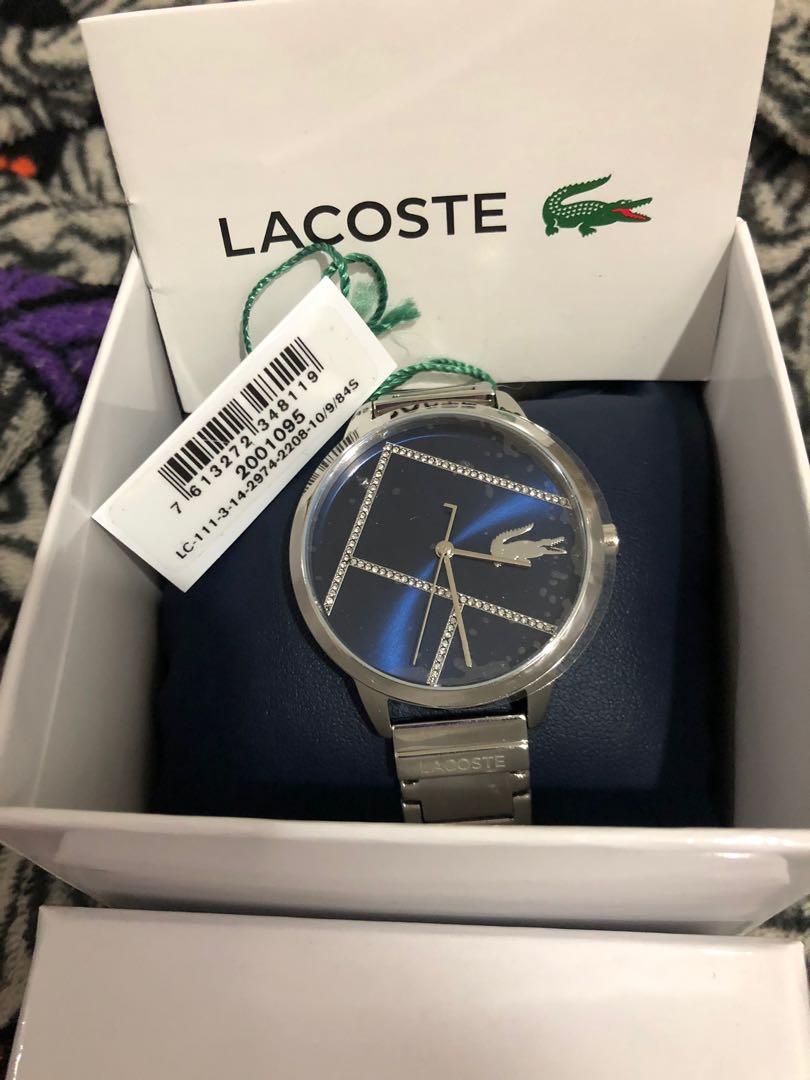 LACOSTE
7 613272 348119
2001095
LC-111-3-14-2974-2208-10/9/84S
LACOSTE